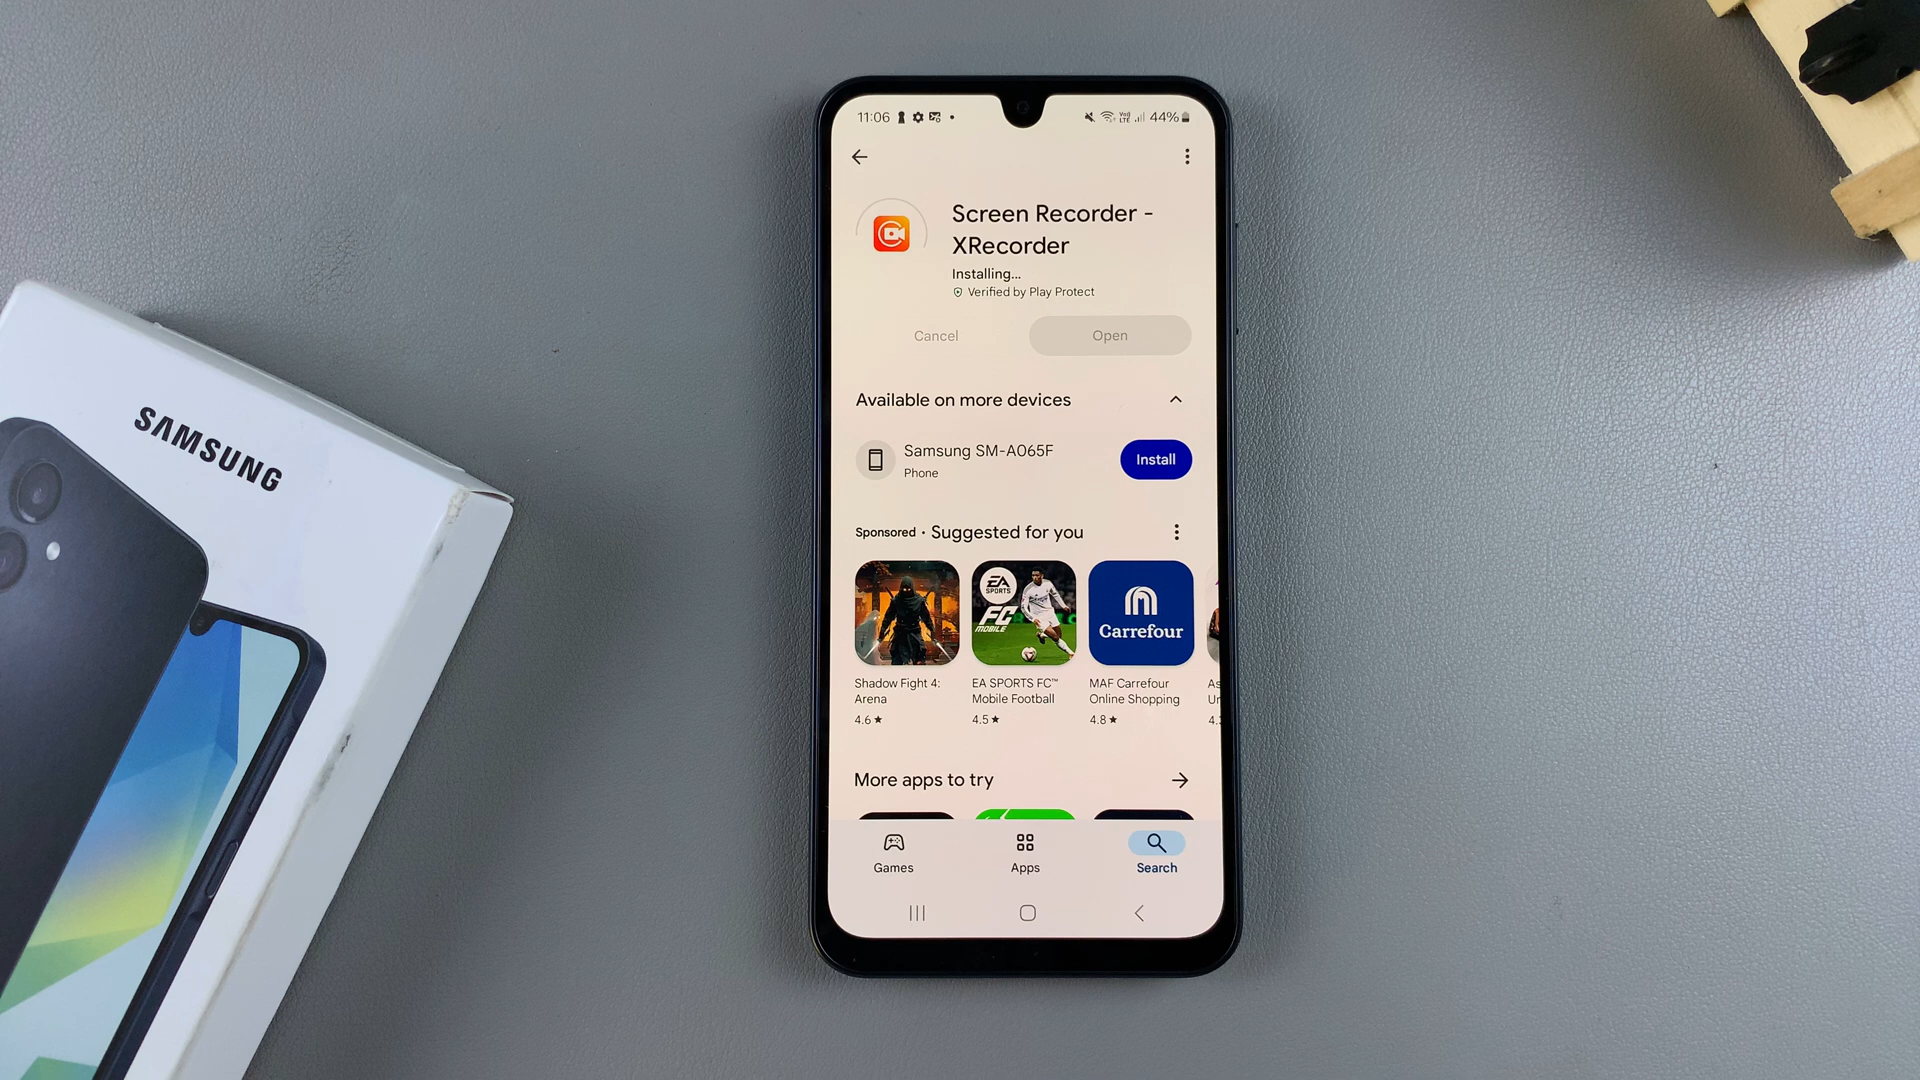 11:06 44%
Screen Recorder -
XRecorder
Installing...
Verified by Play Protect
Cancel Open
Available on more devices
Samsung SM-A065F
Phone
Install
Sponsored • Suggested for you
EA
SPORTS
FC
MOBILE
Carrefour
Shadow Fight 4:
Arena
4.6★
EA SPORTS FC™
Mobile Football
4.5★
MAF Carrefour
Online Shopping
4.8★
As
Ur
More apps to try
Games Apps Search
SAMSUNG